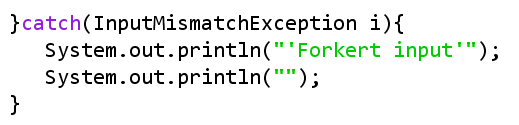 }catch(InputMismatchException i){
   System.out.println("'Forkert input'");
   System.out.println("");
}